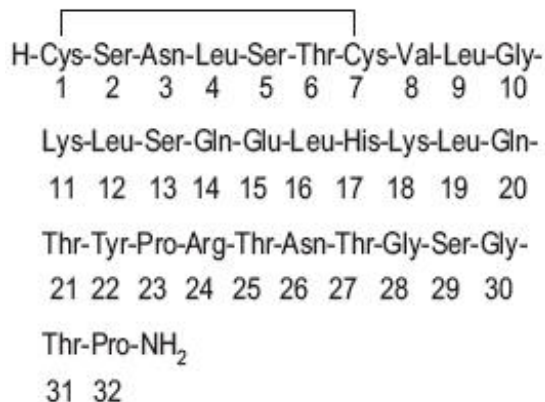 H-Cys-Ser-Asn-Leu-Ser-Thr-Cys-Val-Leu-Gly-
1 2 3 4 5 6 7 8 9 10
Lys-Leu-Ser-Gln-Glu-Leu-His-Lys-Leu-Gln-
11 12 13 14 15 16 17 18 19 20
Thr-Tyr-Pro-Arg-Thr-Asn-Thr-Gly-Ser-Gly-
21 22 23 24 25 26 27 28 29 30
Thr-Pro-NH₂
31 32